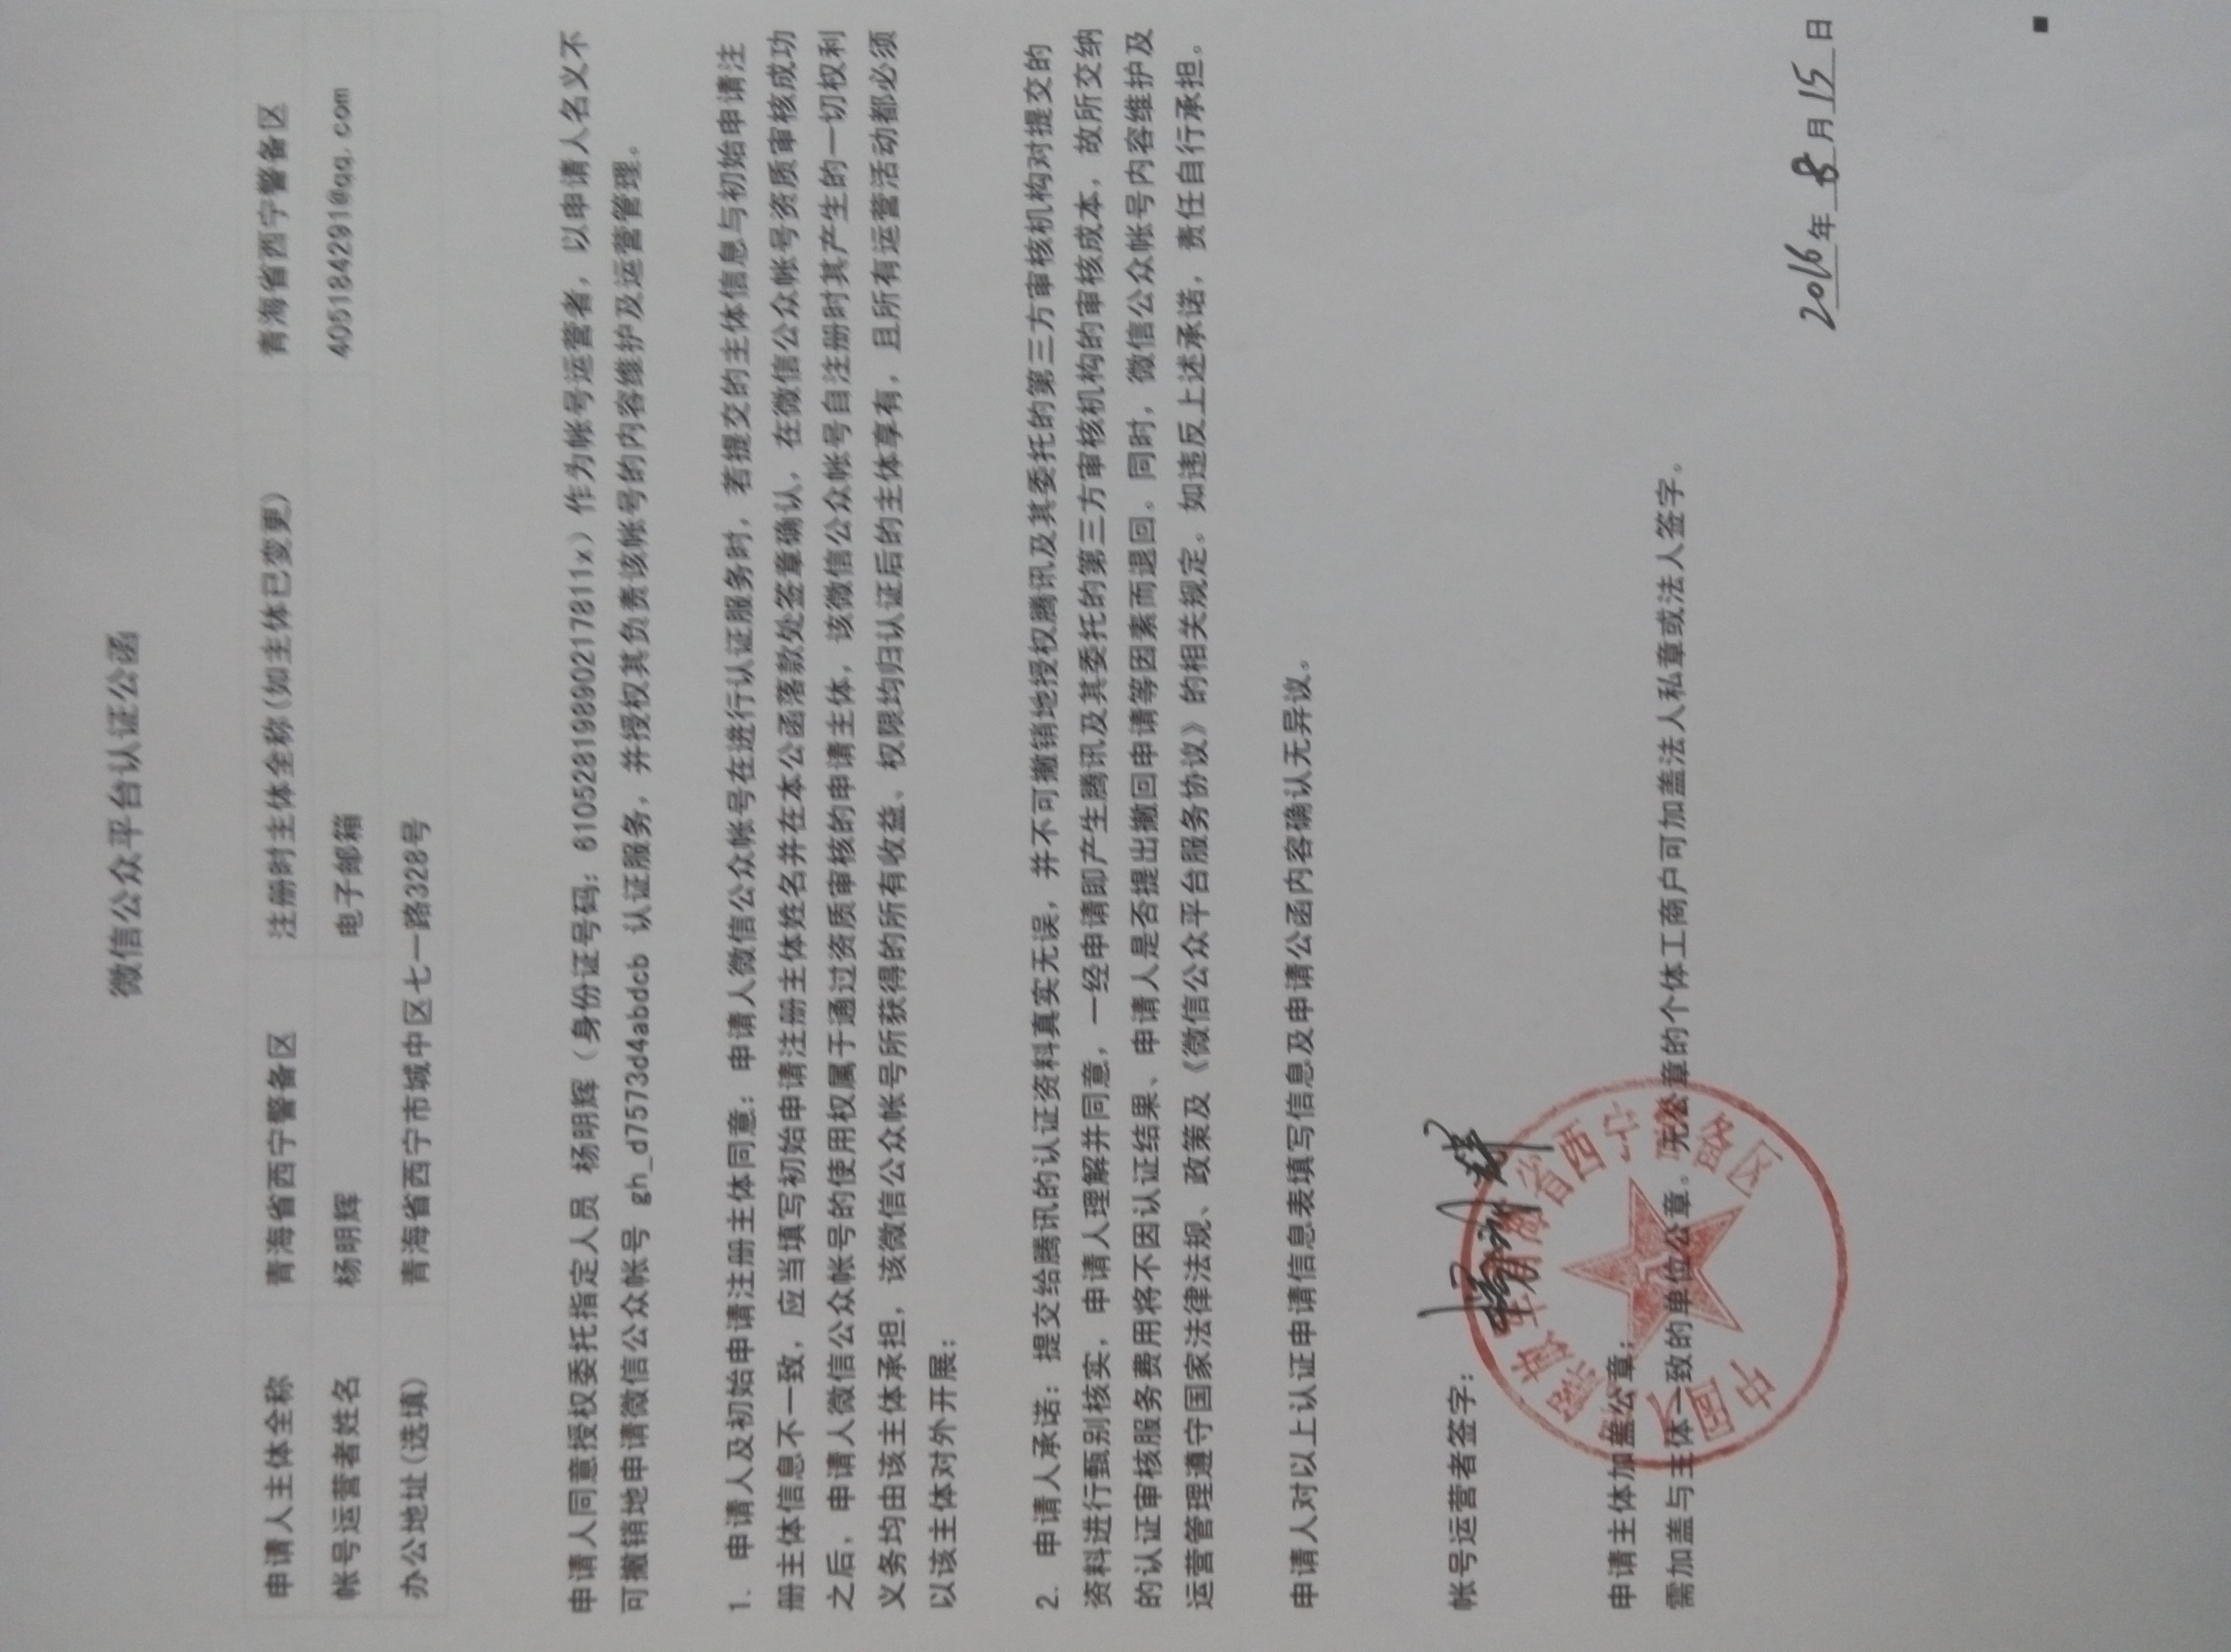 微信公众平台认证公函
申请人主体全称 青海省西宁警备区 注册时主体全称(如主体已变更) 青海省西宁警备区
帐号运营者姓名 杨明辉 电子邮箱 405184291@qq.com
办公地址(选填) 青海省西宁市城中区七一路328号
申请人同意授权委托指定人员 杨明辉（身份证号码：61052819890217811x）作为帐号运营者，以申请人名义不
可撤销地申请微信公众帐号 gh_d7573d4abdcb 认证服务，并授权其负责该帐号的内容维护及运营管理。
1. 申请人及初始申请注册主体同意：申请人微信公众帐号在进行认证服务时，若提交的主体信息与初始申请注
册主体信息不一致，应当填写初始申请注册主体姓名并在本公函落款处签章确认，在微信公众帐号资质审核成功
之后，申请人微信公众帐号的使用权属于通过资质审核的申请主体，该微信公众帐号自注册时其产生的一切权利
义务均由该主体承担，该微信公众帐号所获得的所有收益、权限均归认证后的主体享有，且所有运营活动都必须
以该主体对外开展；
2. 申请人承诺：提交给腾讯的认证资料真实无误，并不可撤销地授权腾讯及其委托的第三方审核机构对提交的
资料进行甄别核实，申请人理解并同意，一经申请即产生腾讯及其委托的第三方审核机构的审核成本，故所交纳
的认证审核服务费用将不因认证结果、申请人是否提出撤回申请等因素而退回。同时，微信公众帐号内容维护及
运营管理遵守国家法律法规、政策及《微信公众平台服务协议》的相关规定。如违反上述承诺，责任自行承担。
申请人对以上认证申请信息表填写信息及申请公函内容确认无异议。
帐号运营者签字： 杨明辉
申请主体加盖公章：
需加盖与主体一致的单位公章。无公章的个体工商户可加盖法人私章或法人签字。
中国人民解放军青海省西宁警备区
2016年8月15日